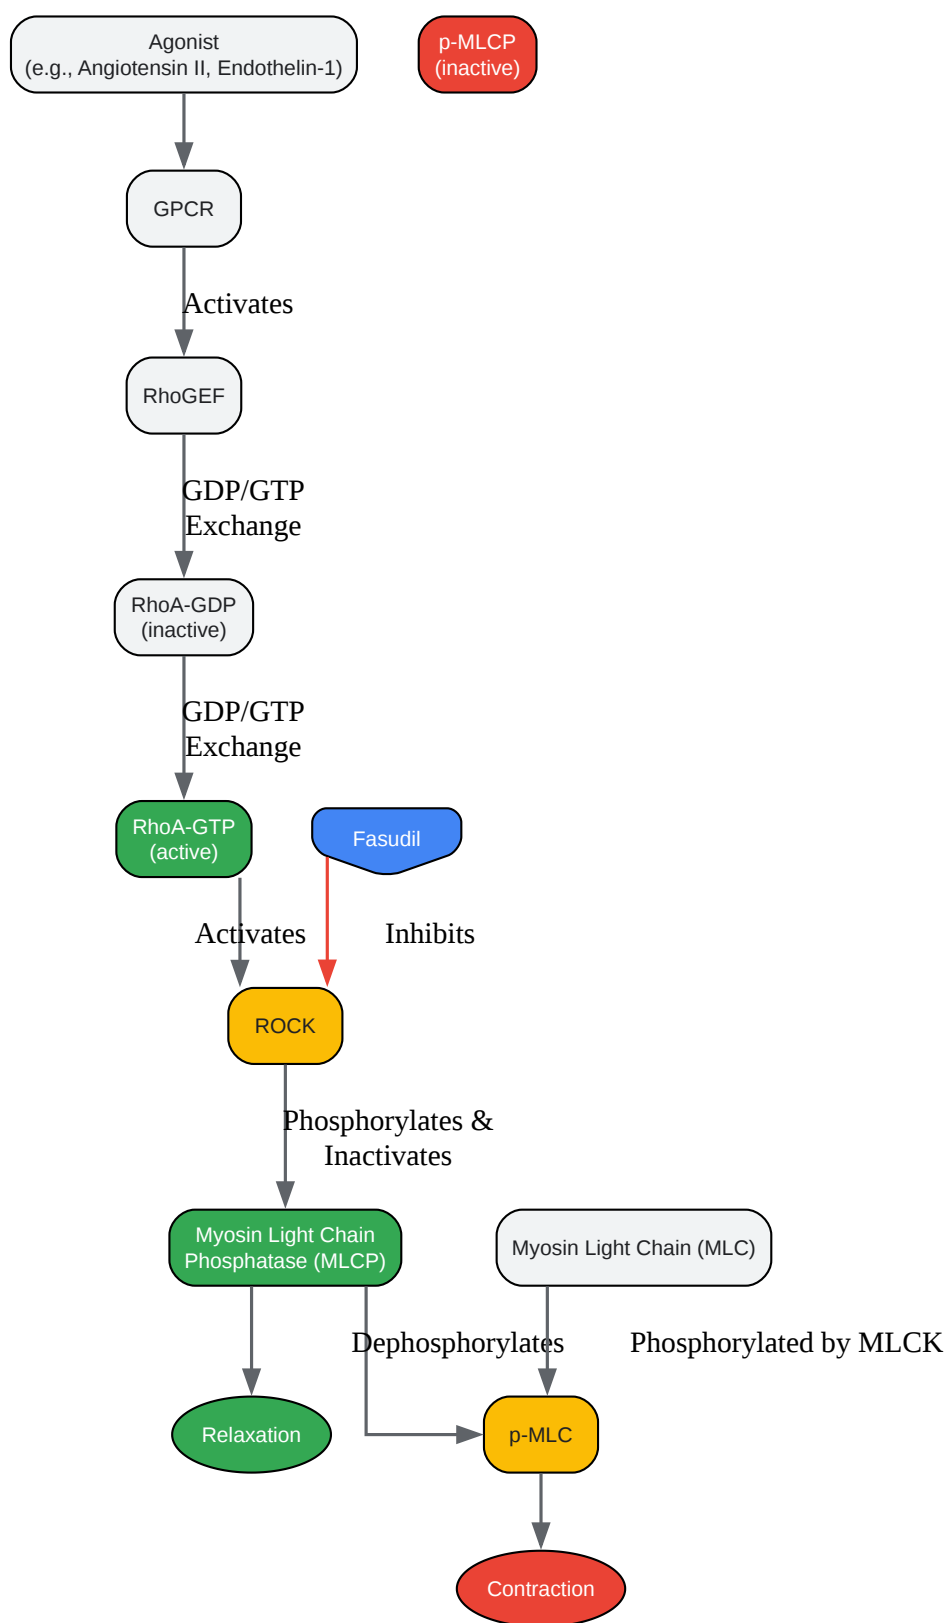 Agonist
(e.g., Angiotensin II, Endothelin-1)
p-MLCP
(inactive)
GPCR
Activates
RhoGEF
GDP/GTP
Exchange
RhoA-GDP
(inactive)
GDP/GTP
Exchange
RhoA-GTP
(active)
Fasudil
Activates
Inhibits
ROCK
Phosphorylates &
Inactivates
Myosin Light Chain
Phosphatase (MLCP)
Myosin Light Chain (MLC)
Dephosphorylates
Phosphorylated by MLCK
Relaxation
p-MLC
Contraction